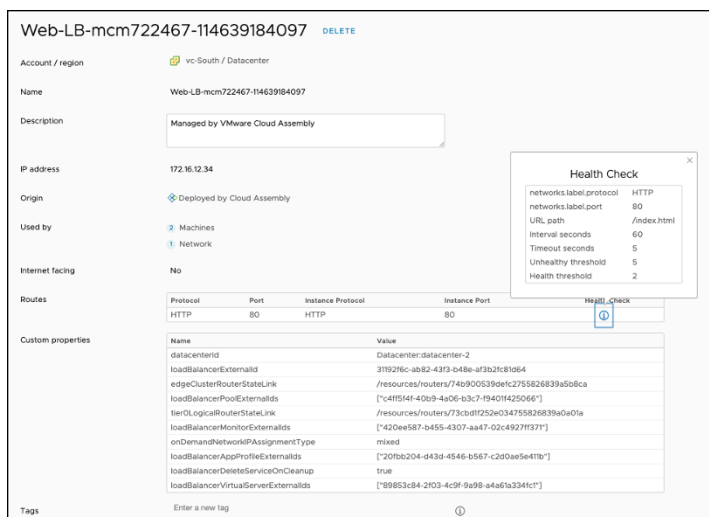 Web-LB-mcm722467-114639184097 DELETE
Account / region vc-South / Datacenter
Name Web-LB-mcm722467-114639184097
Description Managed by VMware Cloud Assembly
IP address 172.16.12.34
Origin Deployed by Cloud Assembly
Used by 2 Machines
1 Network
Internet facing No
Health Check
networks.label.protocol HTTP
networks.label.port 80
URL path /index.html
Interval seconds 60
Timeout seconds 5
Unhealthy threshold 5
Health threshold 2
Routes Protocol Port Instance Protocol Instance Port Health Check
HTTP 80 HTTP 80
Custom properties Name Value
datacenterId Datacenter:datacenter-2
loadBalancerExternalId 31192f6c-ab82-43f3-b48e-af3b2fc81d64
edgeClusterRouterStateLink /resources/routers/74b900539defc2755826839a5b8ca
loadBalancerPoolExternalIds ["c4ff5f4f-40b9-4a06-b3c7-f9401f425066"]
tier0LogicalRouterStateLink /resources/routers/73cbd1f252e034755826839a0a01a
loadBalancerMonitorExternalIds ["420ee587-b455-4307-aa47-02c4927ff371"]
onDemandNetworkIPAssignmentType mixed
loadBalancerAppProfileExternalIds ["20fbb204-d43d-4546-b567-c2d0ae5e411b"]
loadBalancerDeleteServiceOnCleanup true
loadBalancerVirtualServerExternalIds ["89853c84-2f03-4c9f-9a98-a4a61a334fc1"]
Tags Enter a new tag